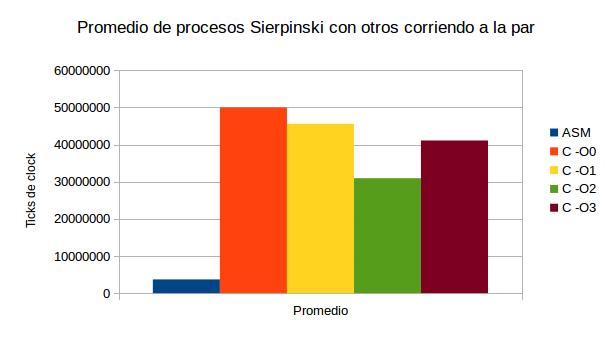 Promedio de procesos Sierpinski con otros corriendo a la par
60000000
50000000
40000000
30000000
20000000
10000000
0
Ticks de clock
Promedio
ASM
C -O0
C -O1
C -O2
C -O3